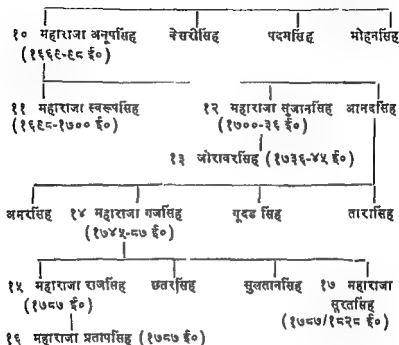 १० महाराजा अनूपसिंह केसरीसिंह पदमसिंह मोहनसिंह
(१६६९-९८ ई०)
११ महाराजा स्वरूपसिंह १२ महाराजा सुजानसिंह आनदसिंह
(१६९८-१७०० ई०) (१७००-३६ ई०)
१३ जोरावरसिंह (१७३६-४५ ई०)
अमरसिंह १४ महाराजा गजसिंह गूदड सिंह तारासिंह
(१७४५-८७ ई०)
१५ महाराजा राजसिंह छतरसिंह सुलतानसिंह १७ महाराजा
(१७८७ ई०) सूरतसिंह
(१७८७/१८२८ ई०)
१६ महाराजा प्रतापसिंह (१७८७ ई०)